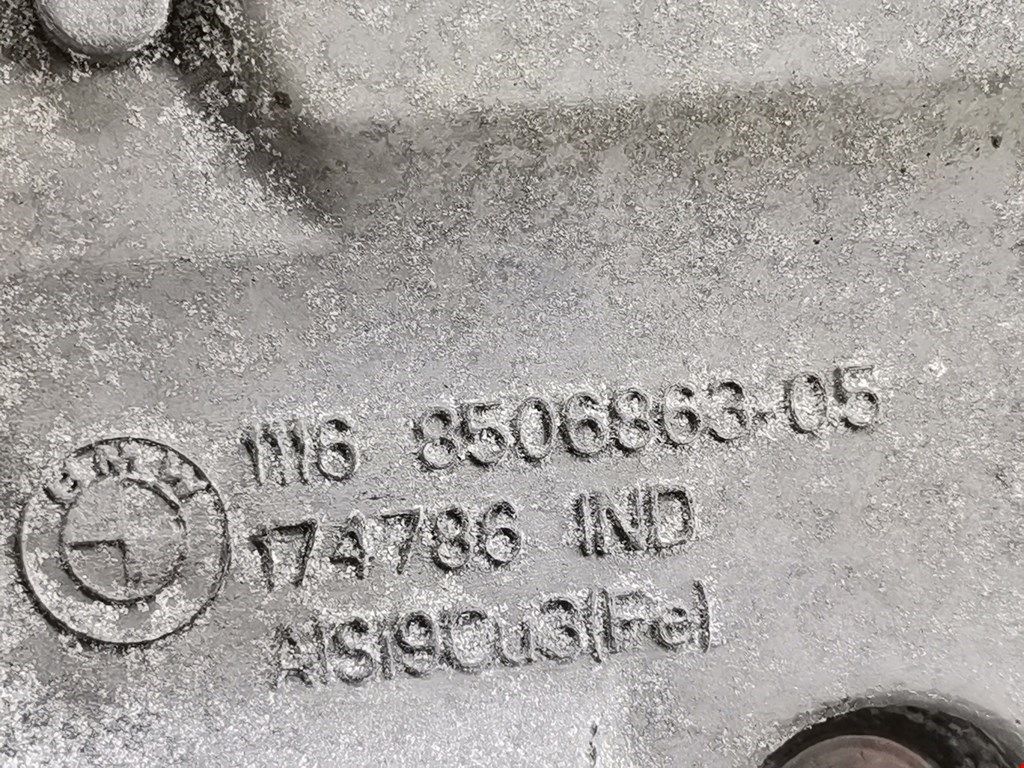 1116 8506863-05
BMW
174786 IND
AlSi9Cu3(Fe)